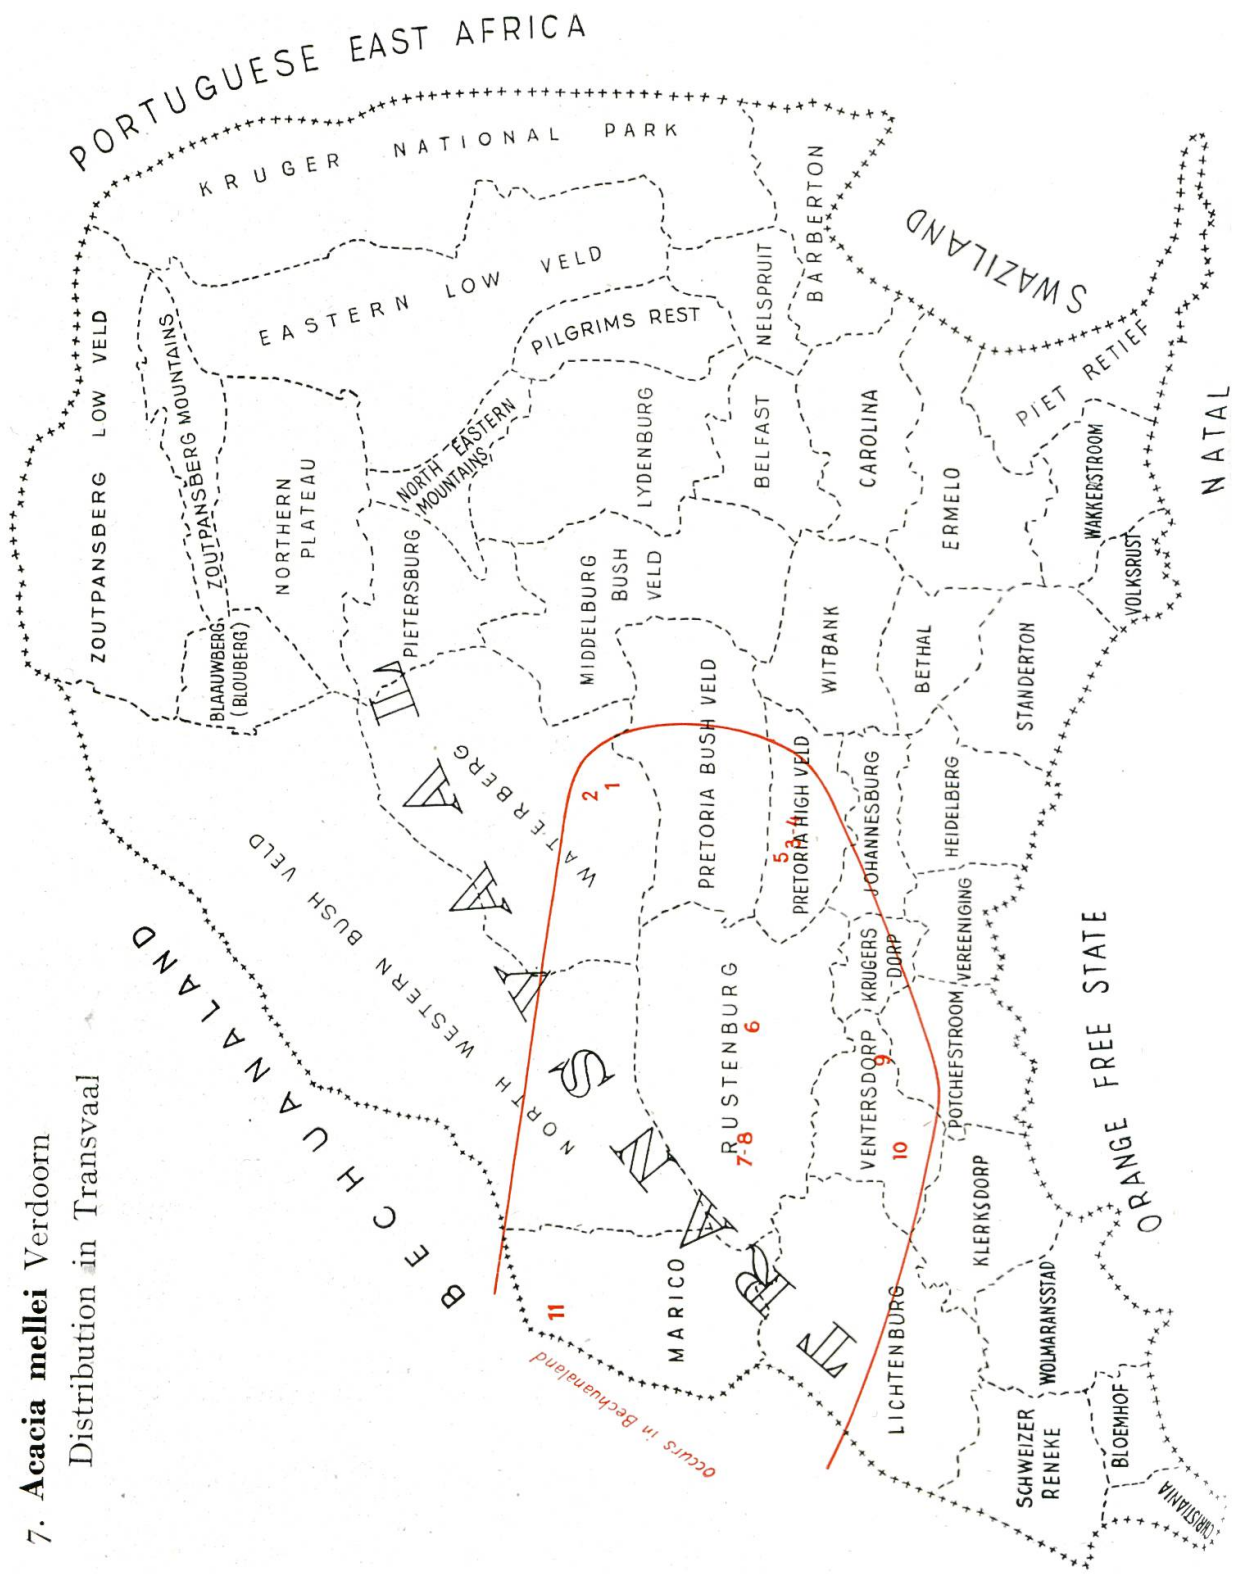 7. Acacia mellei Verdoorn
Distribution in Transvaal
PORTUGUESE EAST AFRICA
KRUGER NATIONAL PARK
ZOUTPANSBERG LOW VELD
ZOUTPANSBERG MOUNTAINS
EASTERN LOW VELD
BLAAUWBERG
(BLOUBERG)
NORTHERN
PLATEAU
NORTH EASTERN
MOUNTAINS
PILGRIMS REST
NELSPRUIT
BARBERTON
SWAZILAND
PIETERSBURG
LYDENBURG
BELFAST
CAROLINA
ERMELO
PIET RETIEF
WAKKERSTROOM
VOLKSRUST
NATAL
MIDDELBURG
BUSH
VELD
WITBANK
BETHAL
STANDERTON
BECHUANALAND
NORTH WESTERN BUSH VELD
WATERBERG
TRANSVAAL
2
1
PRETORIA BUSH VELD
PRETORIA HIGH VELD
5
3-4
JOHANNESBURG
HEIDELBERG
RUSTENBURG
6
7-8
KRUGERS
DORP
VEREENIGING
VENTERSDORP
9
10
POTCHEFSTROOM
ORANGE FREE STATE
MARICO
11
occurs in Bechuanaland
LICHTENBURG
KLERKSDORP
WOLMARANSSTAD
SCHWEIZER
RENEKE
BLOEMHOF
CHRISTIANIA